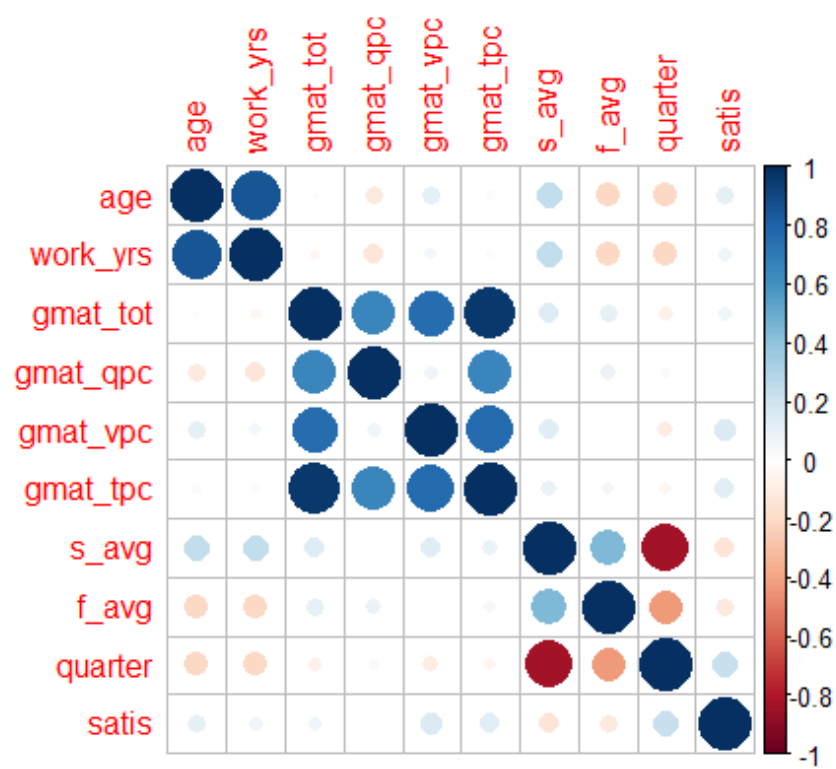 age
work_yrs
gmat_tot
gmat_qpc
gmat_vpc
gmat_tpc
s_avg
f_avg
quarter
satis
age
work_yrs
gmat_tot
gmat_qpc
gmat_vpc
gmat_tpc
s_avg
f_avg
quarter
satis
1
0.8
0.6
0.4
0.2
0
-0.2
-0.4
-0.6
-0.8
-1